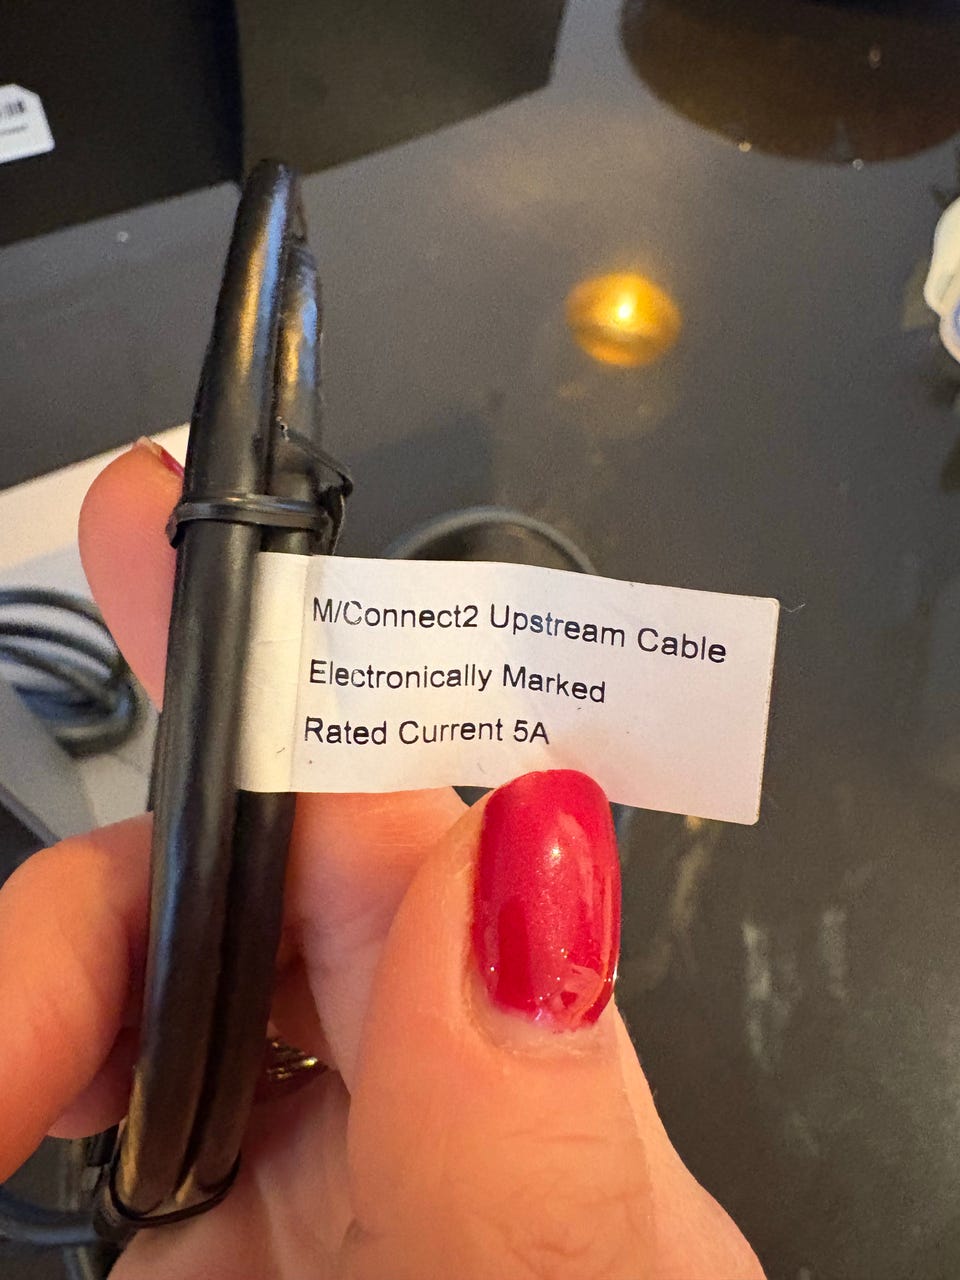 M/Connect2 Upstream Cable
Electronically Marked
Rated Current 5A